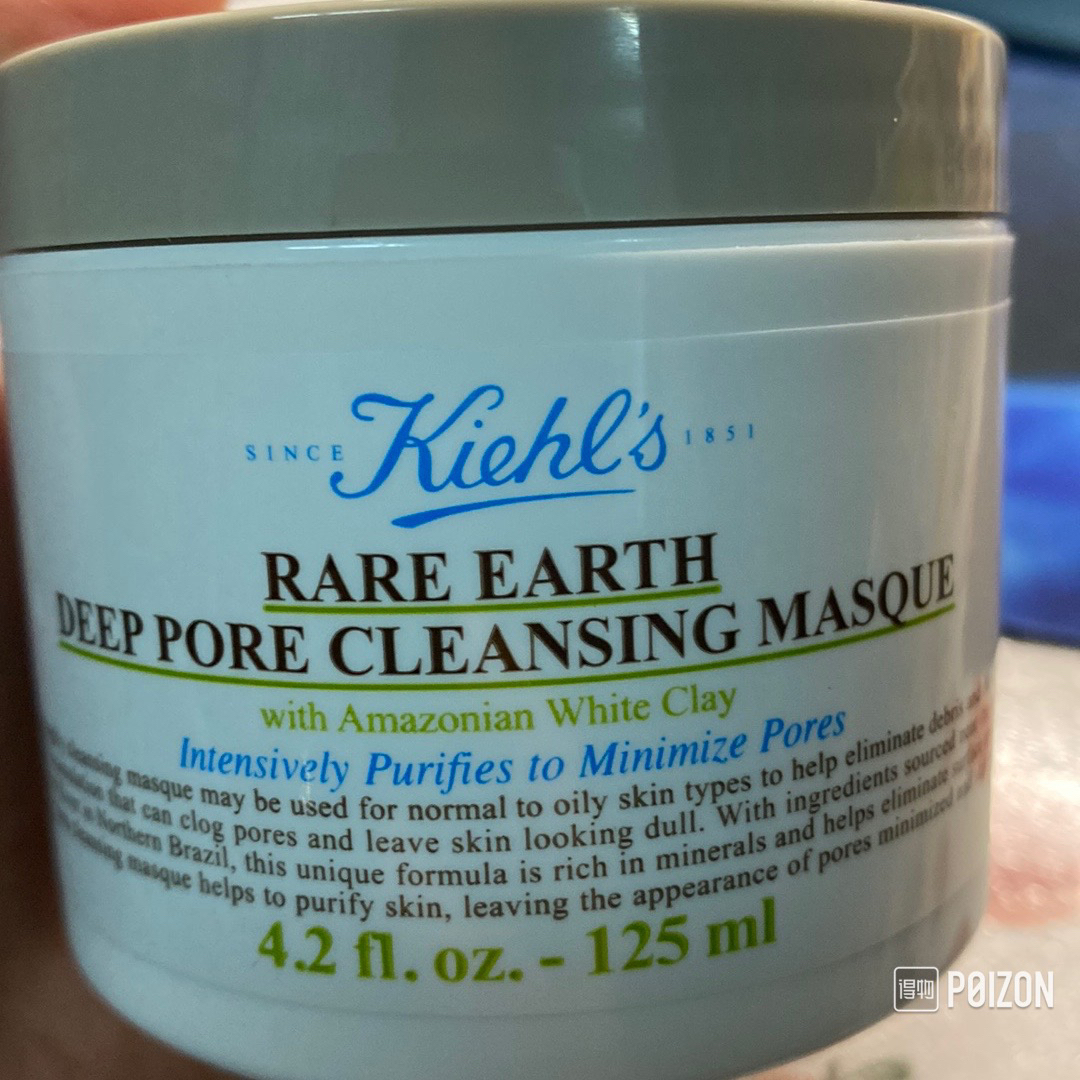 SINCE Kiehl's 1851
RARE EARTH
DEEP PORE CLEANSING MASQUE
with Amazonian White Clay
Intensively Purifies to Minimize Pores
cleansing masque may be used for normal to oily skin types to help eliminate debris
that can clog pores and leave skin looking dull. With ingredients sourced
Northern Brazil, this unique formula is rich in minerals and helps eliminate
cleansing masque helps to purify skin, leaving the appearance of pores minimized
4.2 fl. oz. - 125 ml
得物 POIZON